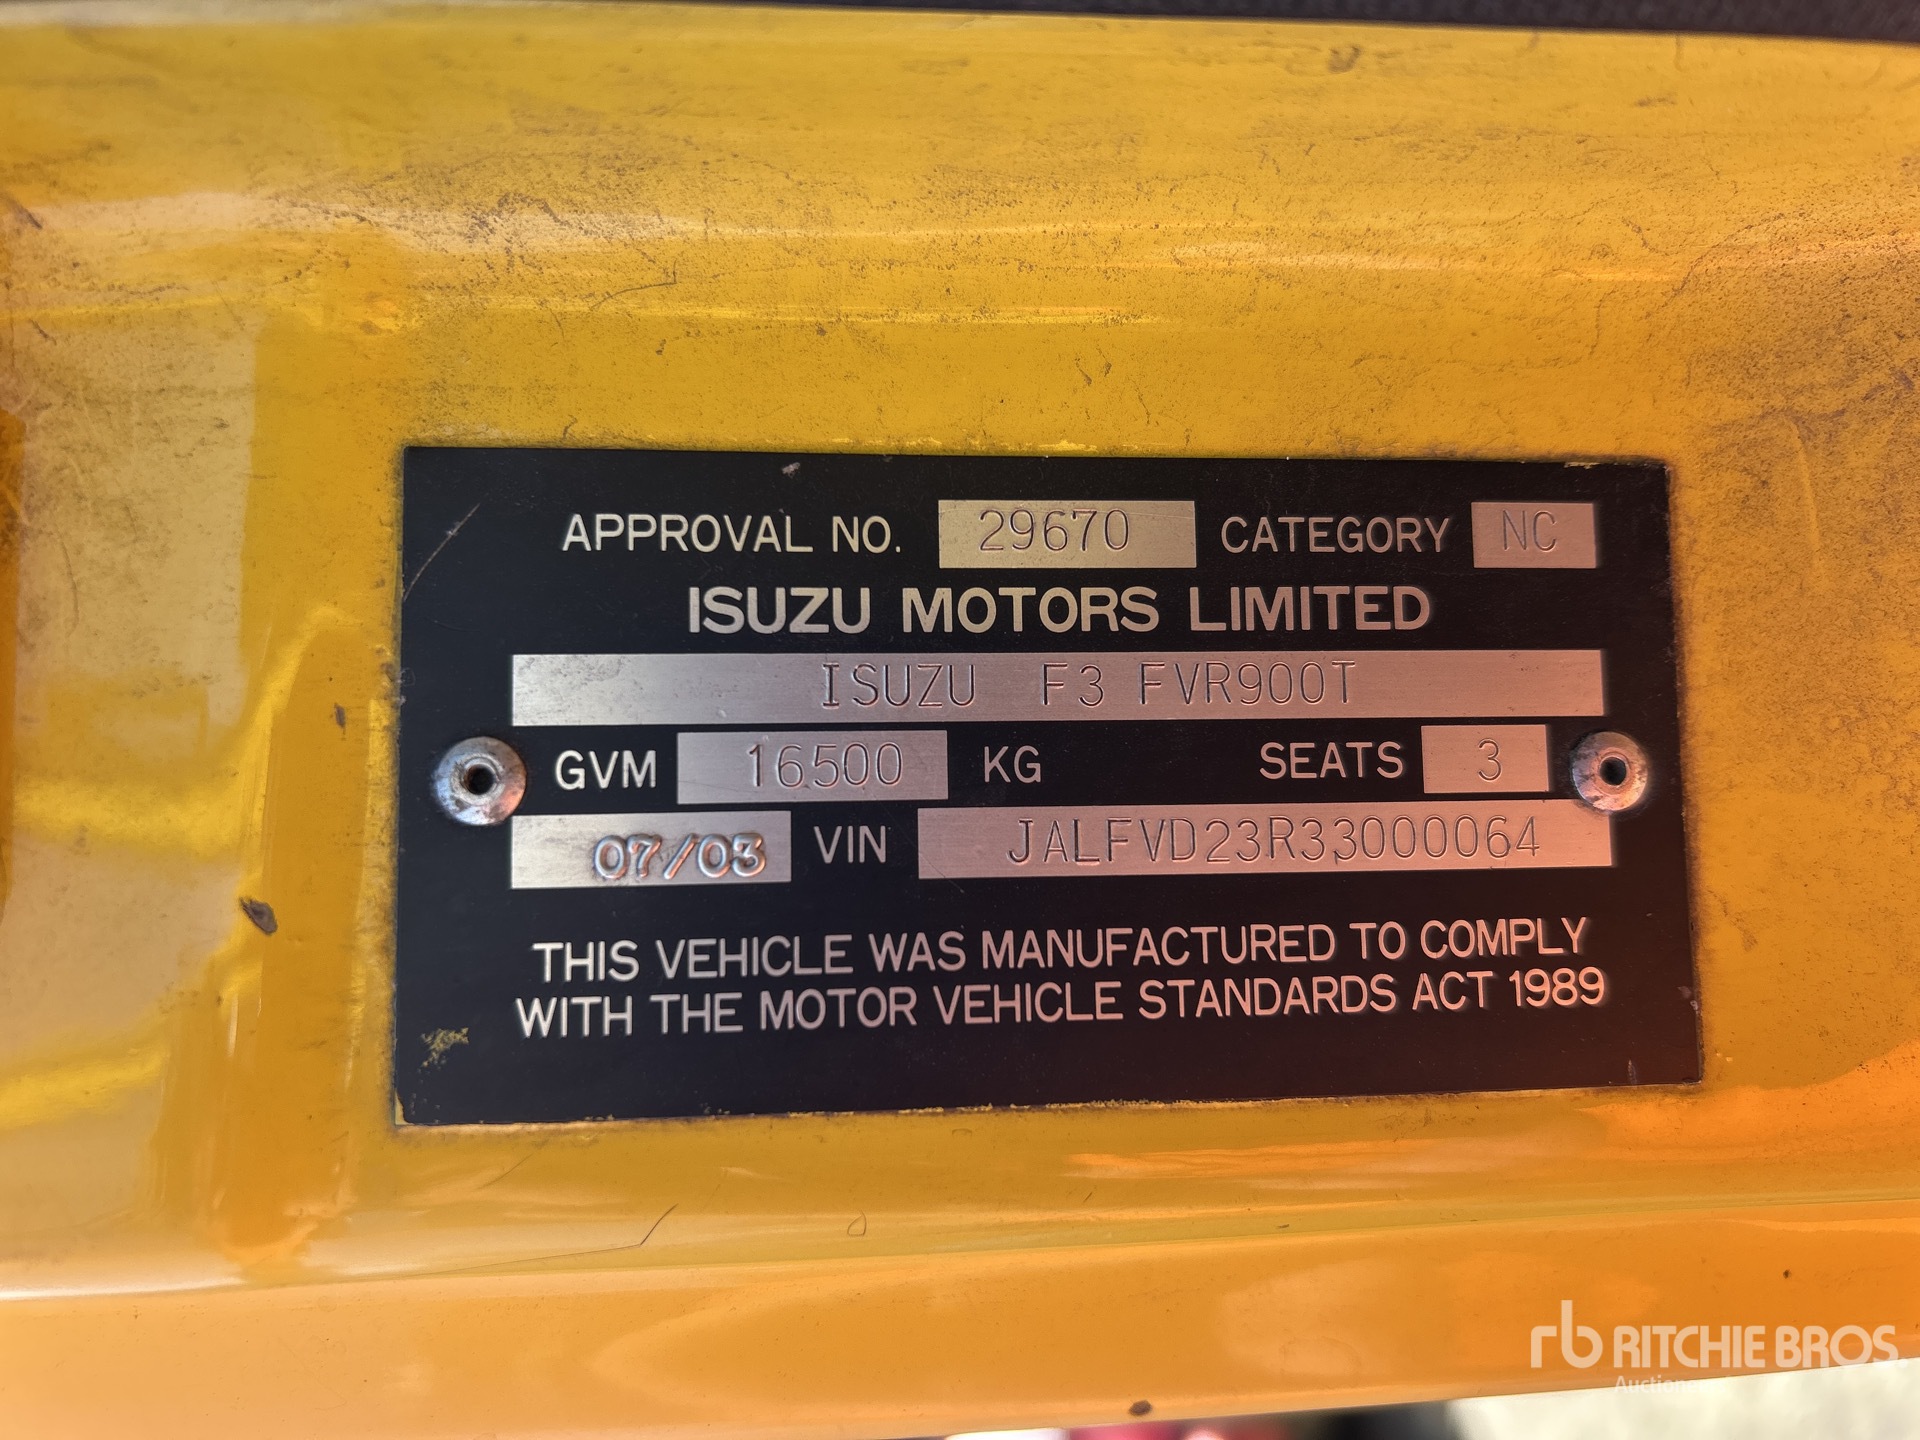 APPROVAL NO. 29670 CATEGORY NC
ISUZU MOTORS LIMITED
ISUZU F3 FVR900T
GVM 16500 KG SEATS 3
07/03 VIN JALFVD23R33000064
THIS VEHICLE WAS MANUFACTURED TO COMPLY
WITH THE MOTOR VEHICLE STANDARDS ACT 1989
rb RITCHIE BROS.